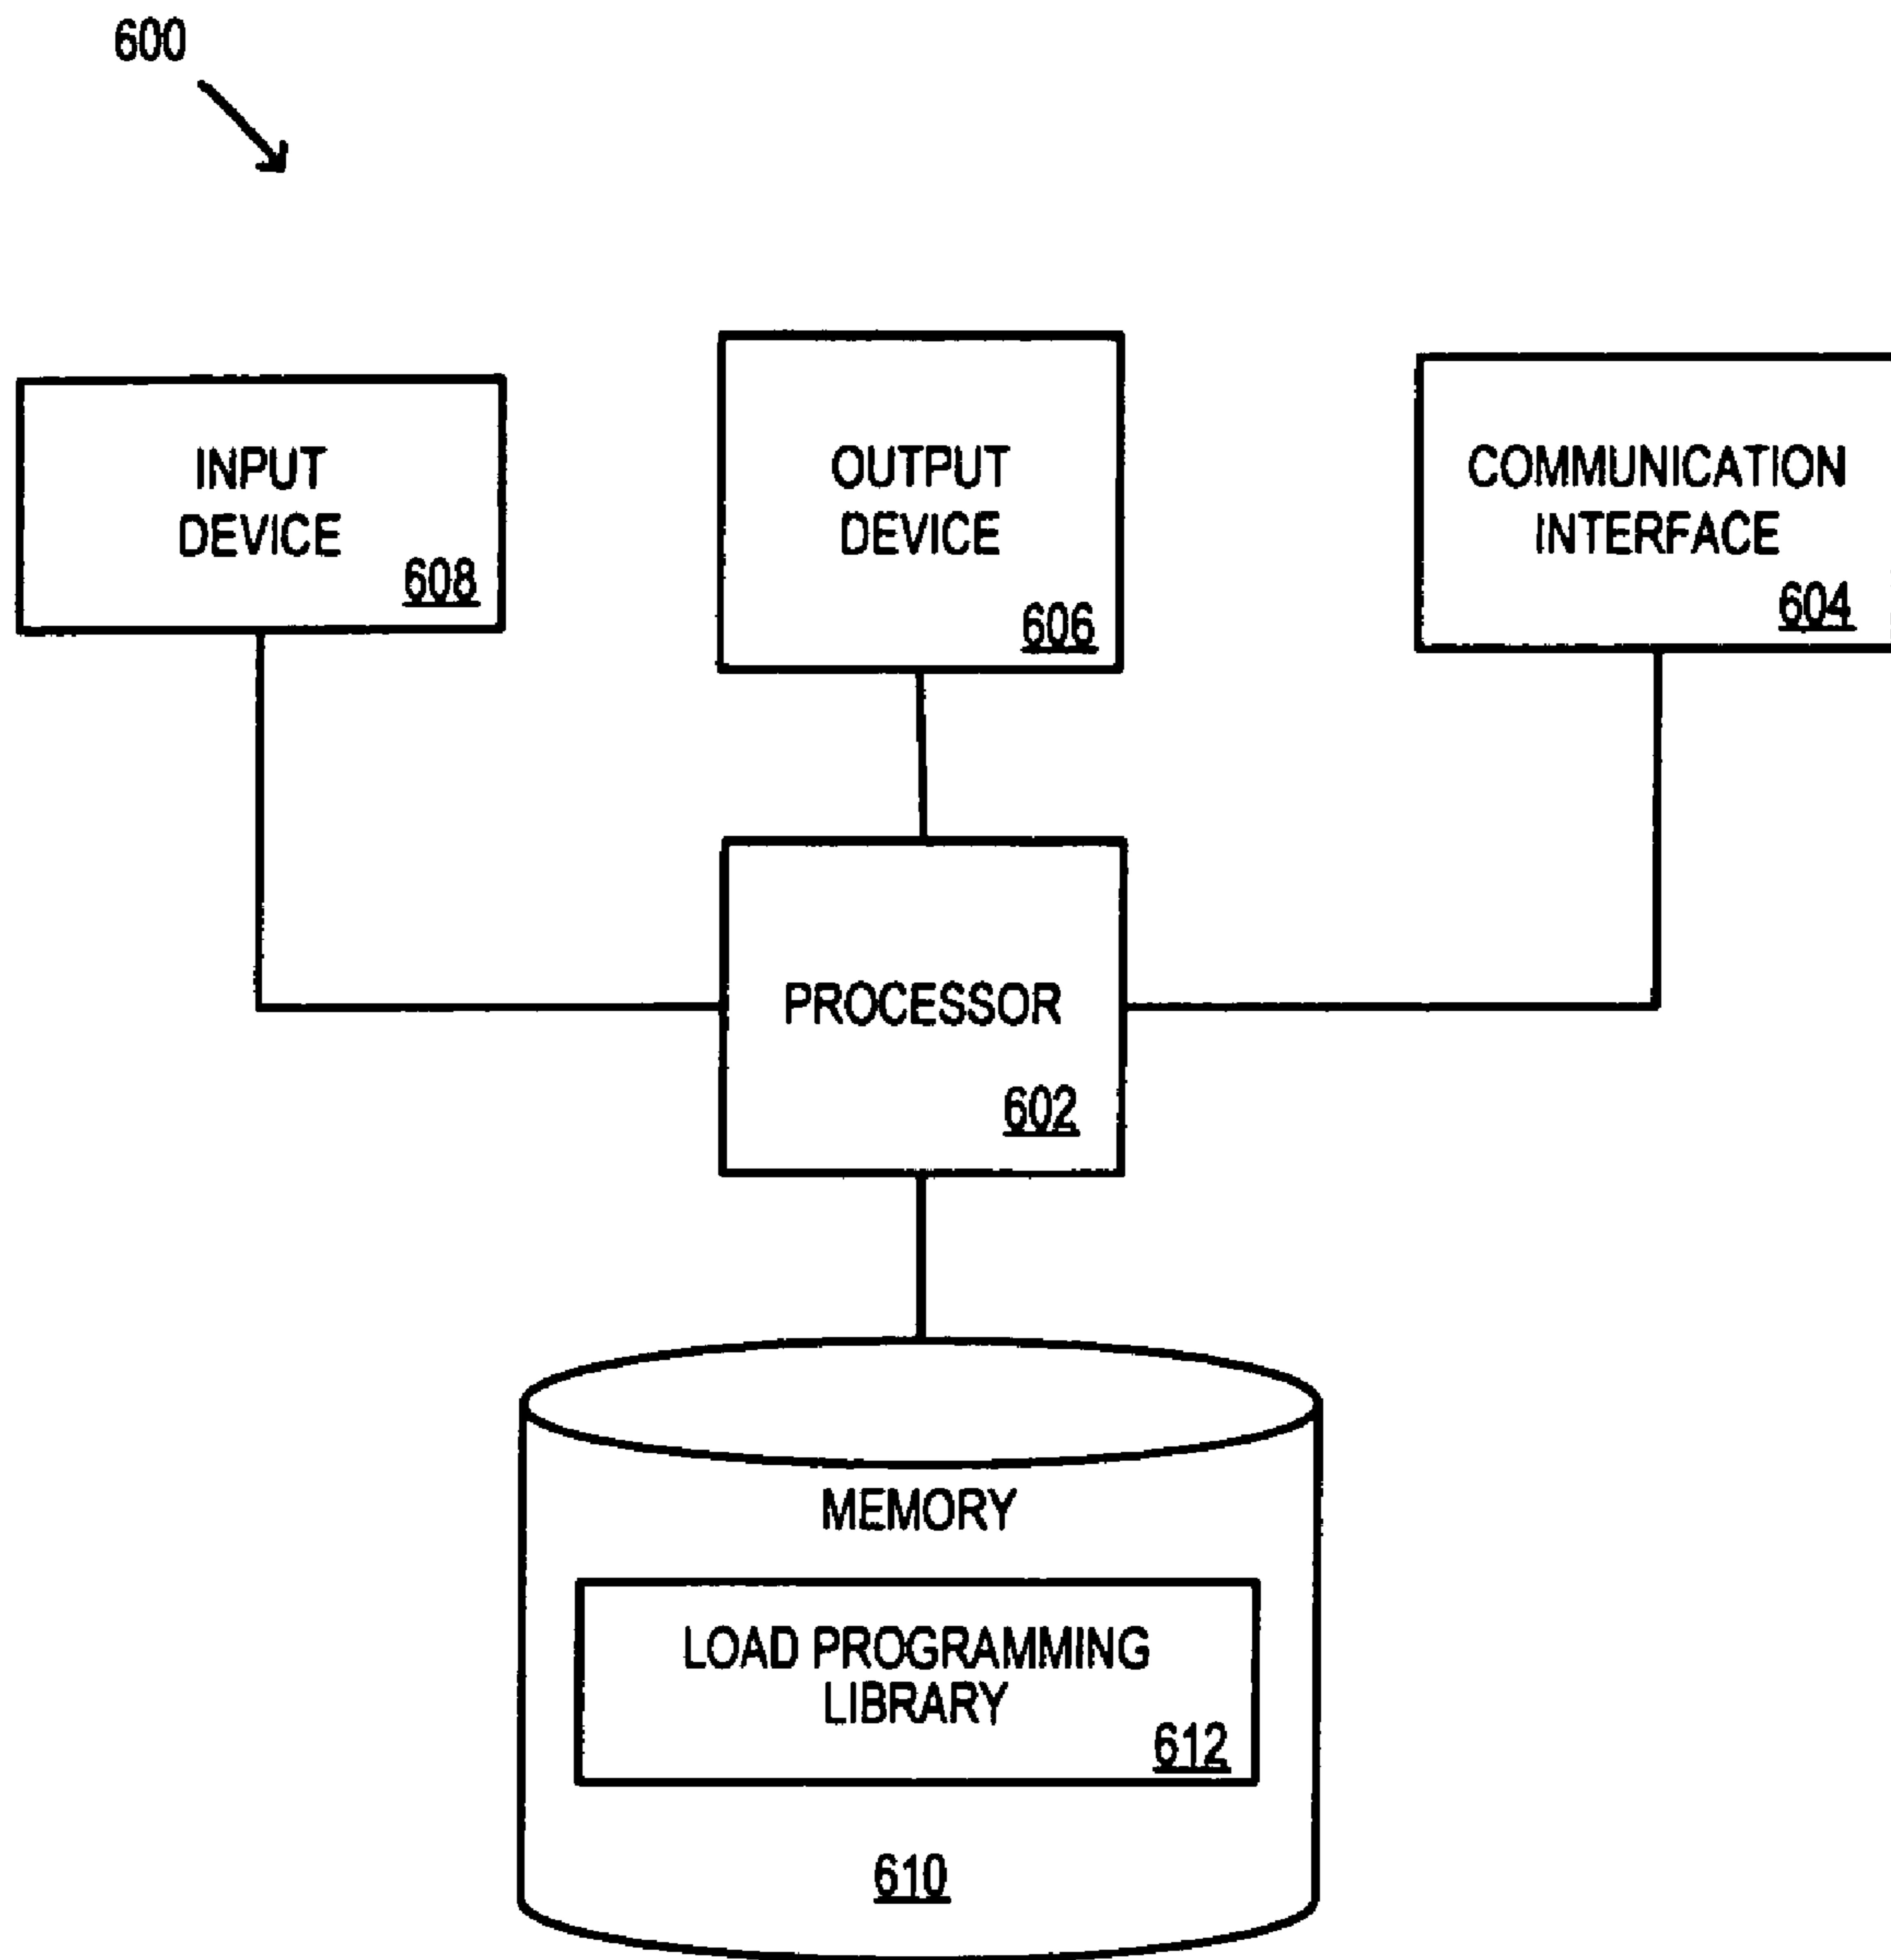 600
INPUT
DEVICE
608
OUTPUT
DEVICE
606
COMMUNICATION
INTERFACE
604
PROCESSOR
602
MEMORY
LOAD PROGRAMMING
LIBRARY
612
610